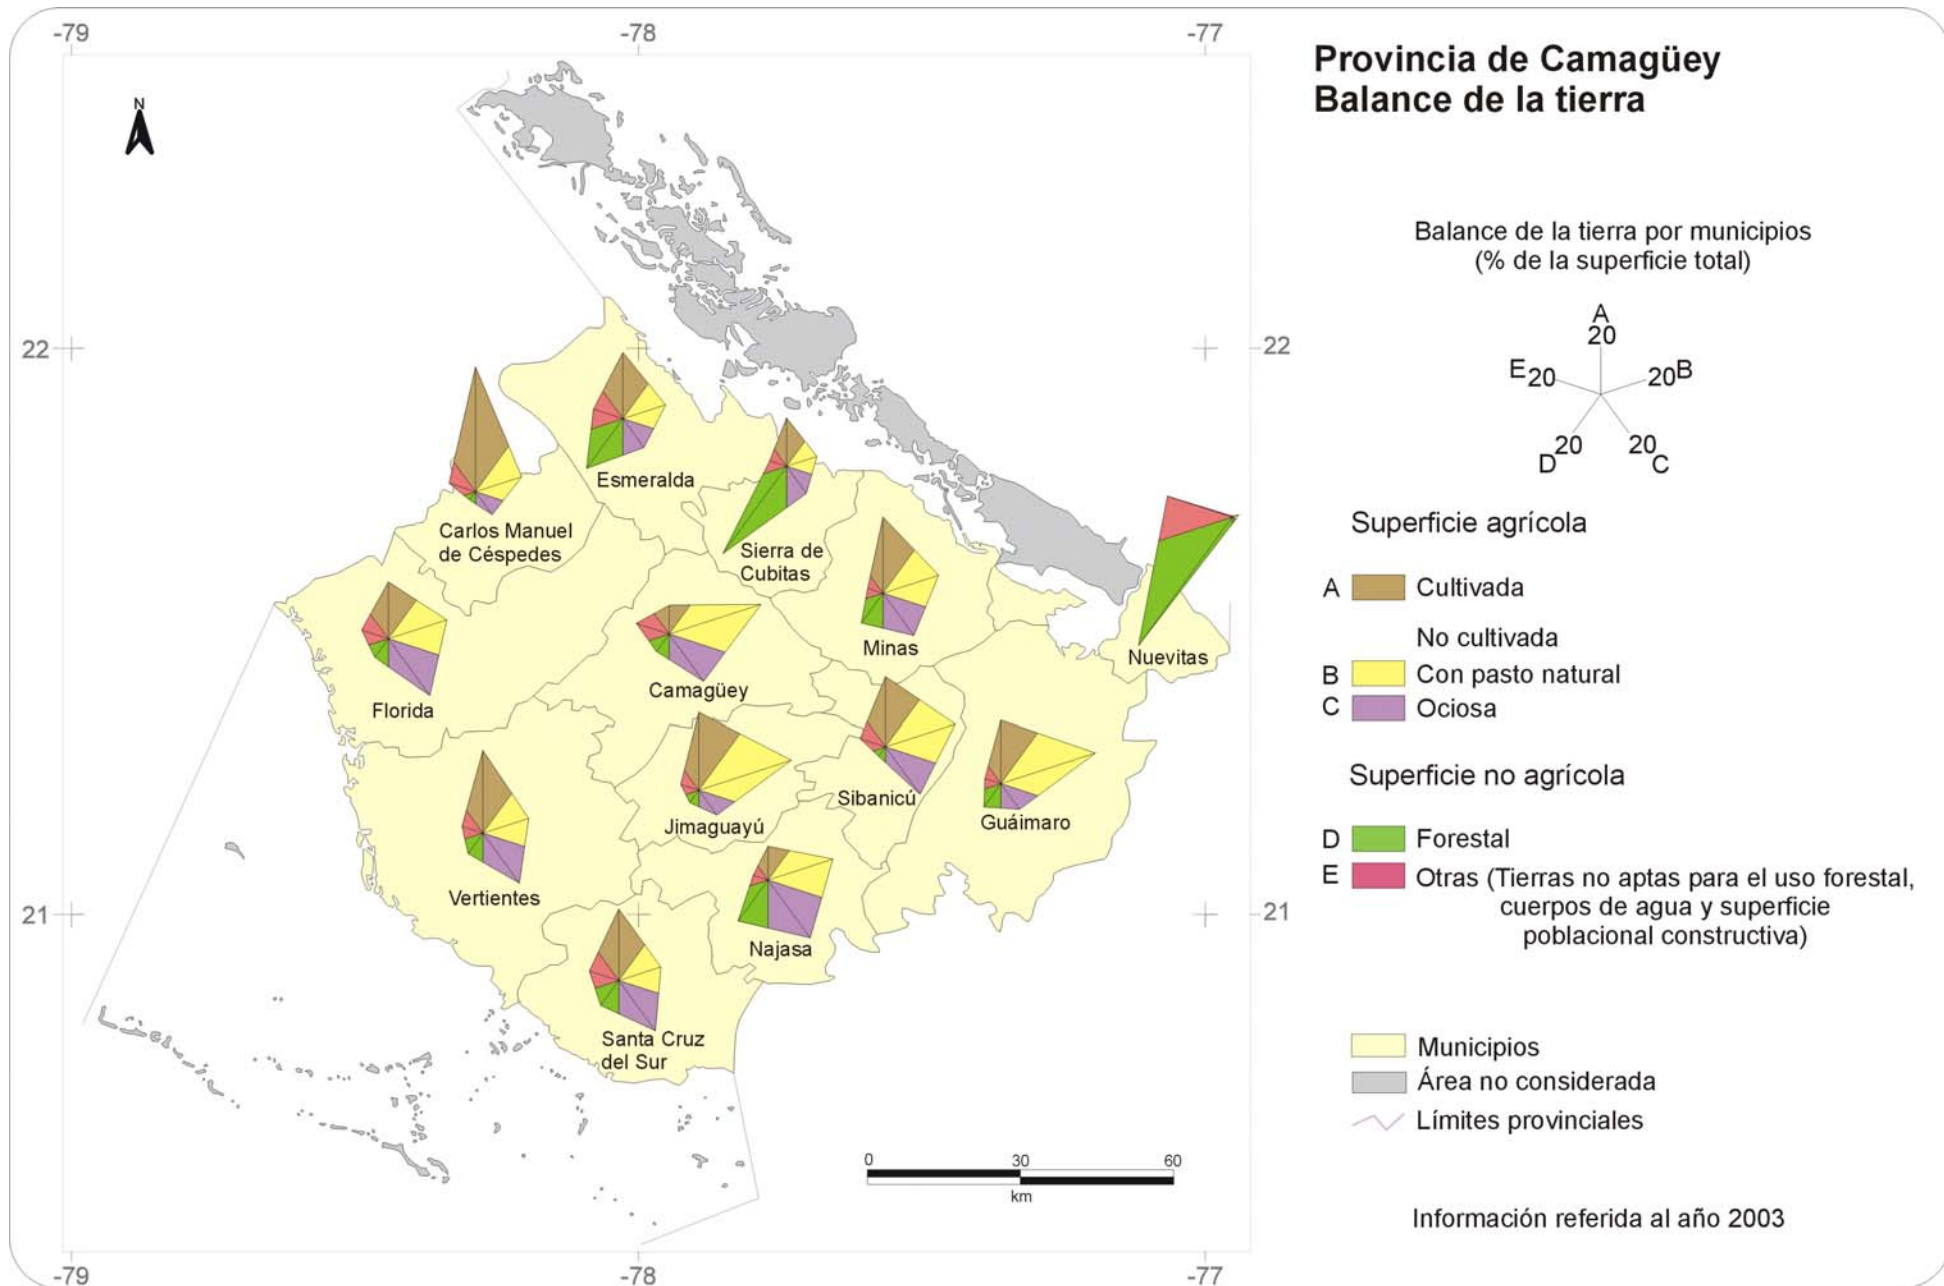 -79
-78
-77
Provincia de Camagüey
Balance de la tierra
N
Balance de la tierra por municipios
(% de la superficie total)
A
20
E 20
20 B
D 20
20 C
22
22
Esmeralda
Carlos Manuel
de Céspedes
Sierra de
Cubitas
Minas
Nuevitas
Florida
Camagüey
Sibanicú
Jimaguayú
Guáimaro
Vertientes
Najasa
Santa Cruz
del Sur
21
21
Superficie agrícola
A Cultivada
No cultivada
B Con pasto natural
C Ociosa
Superficie no agrícola
D Forestal
E Otras (Tierras no aptas para el uso forestal,
cuerpos de agua y superficie
poblacional constructiva)
Municipios
Área no considerada
Límites provinciales
0 30 60
km
Información referida al año 2003
-79
-78
-77